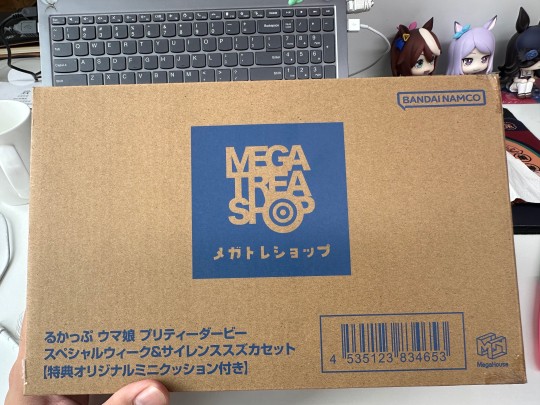 BANDAI NAMCO
MEGA
TREA
SHOP
メガトレショップ
るかっぷ ウマ娘 プリティーダービー
スペシャルウィーク&サイレンススズカセット
【特典オリジナルミニクッション付き】
4 535123 834653
MegaHouse